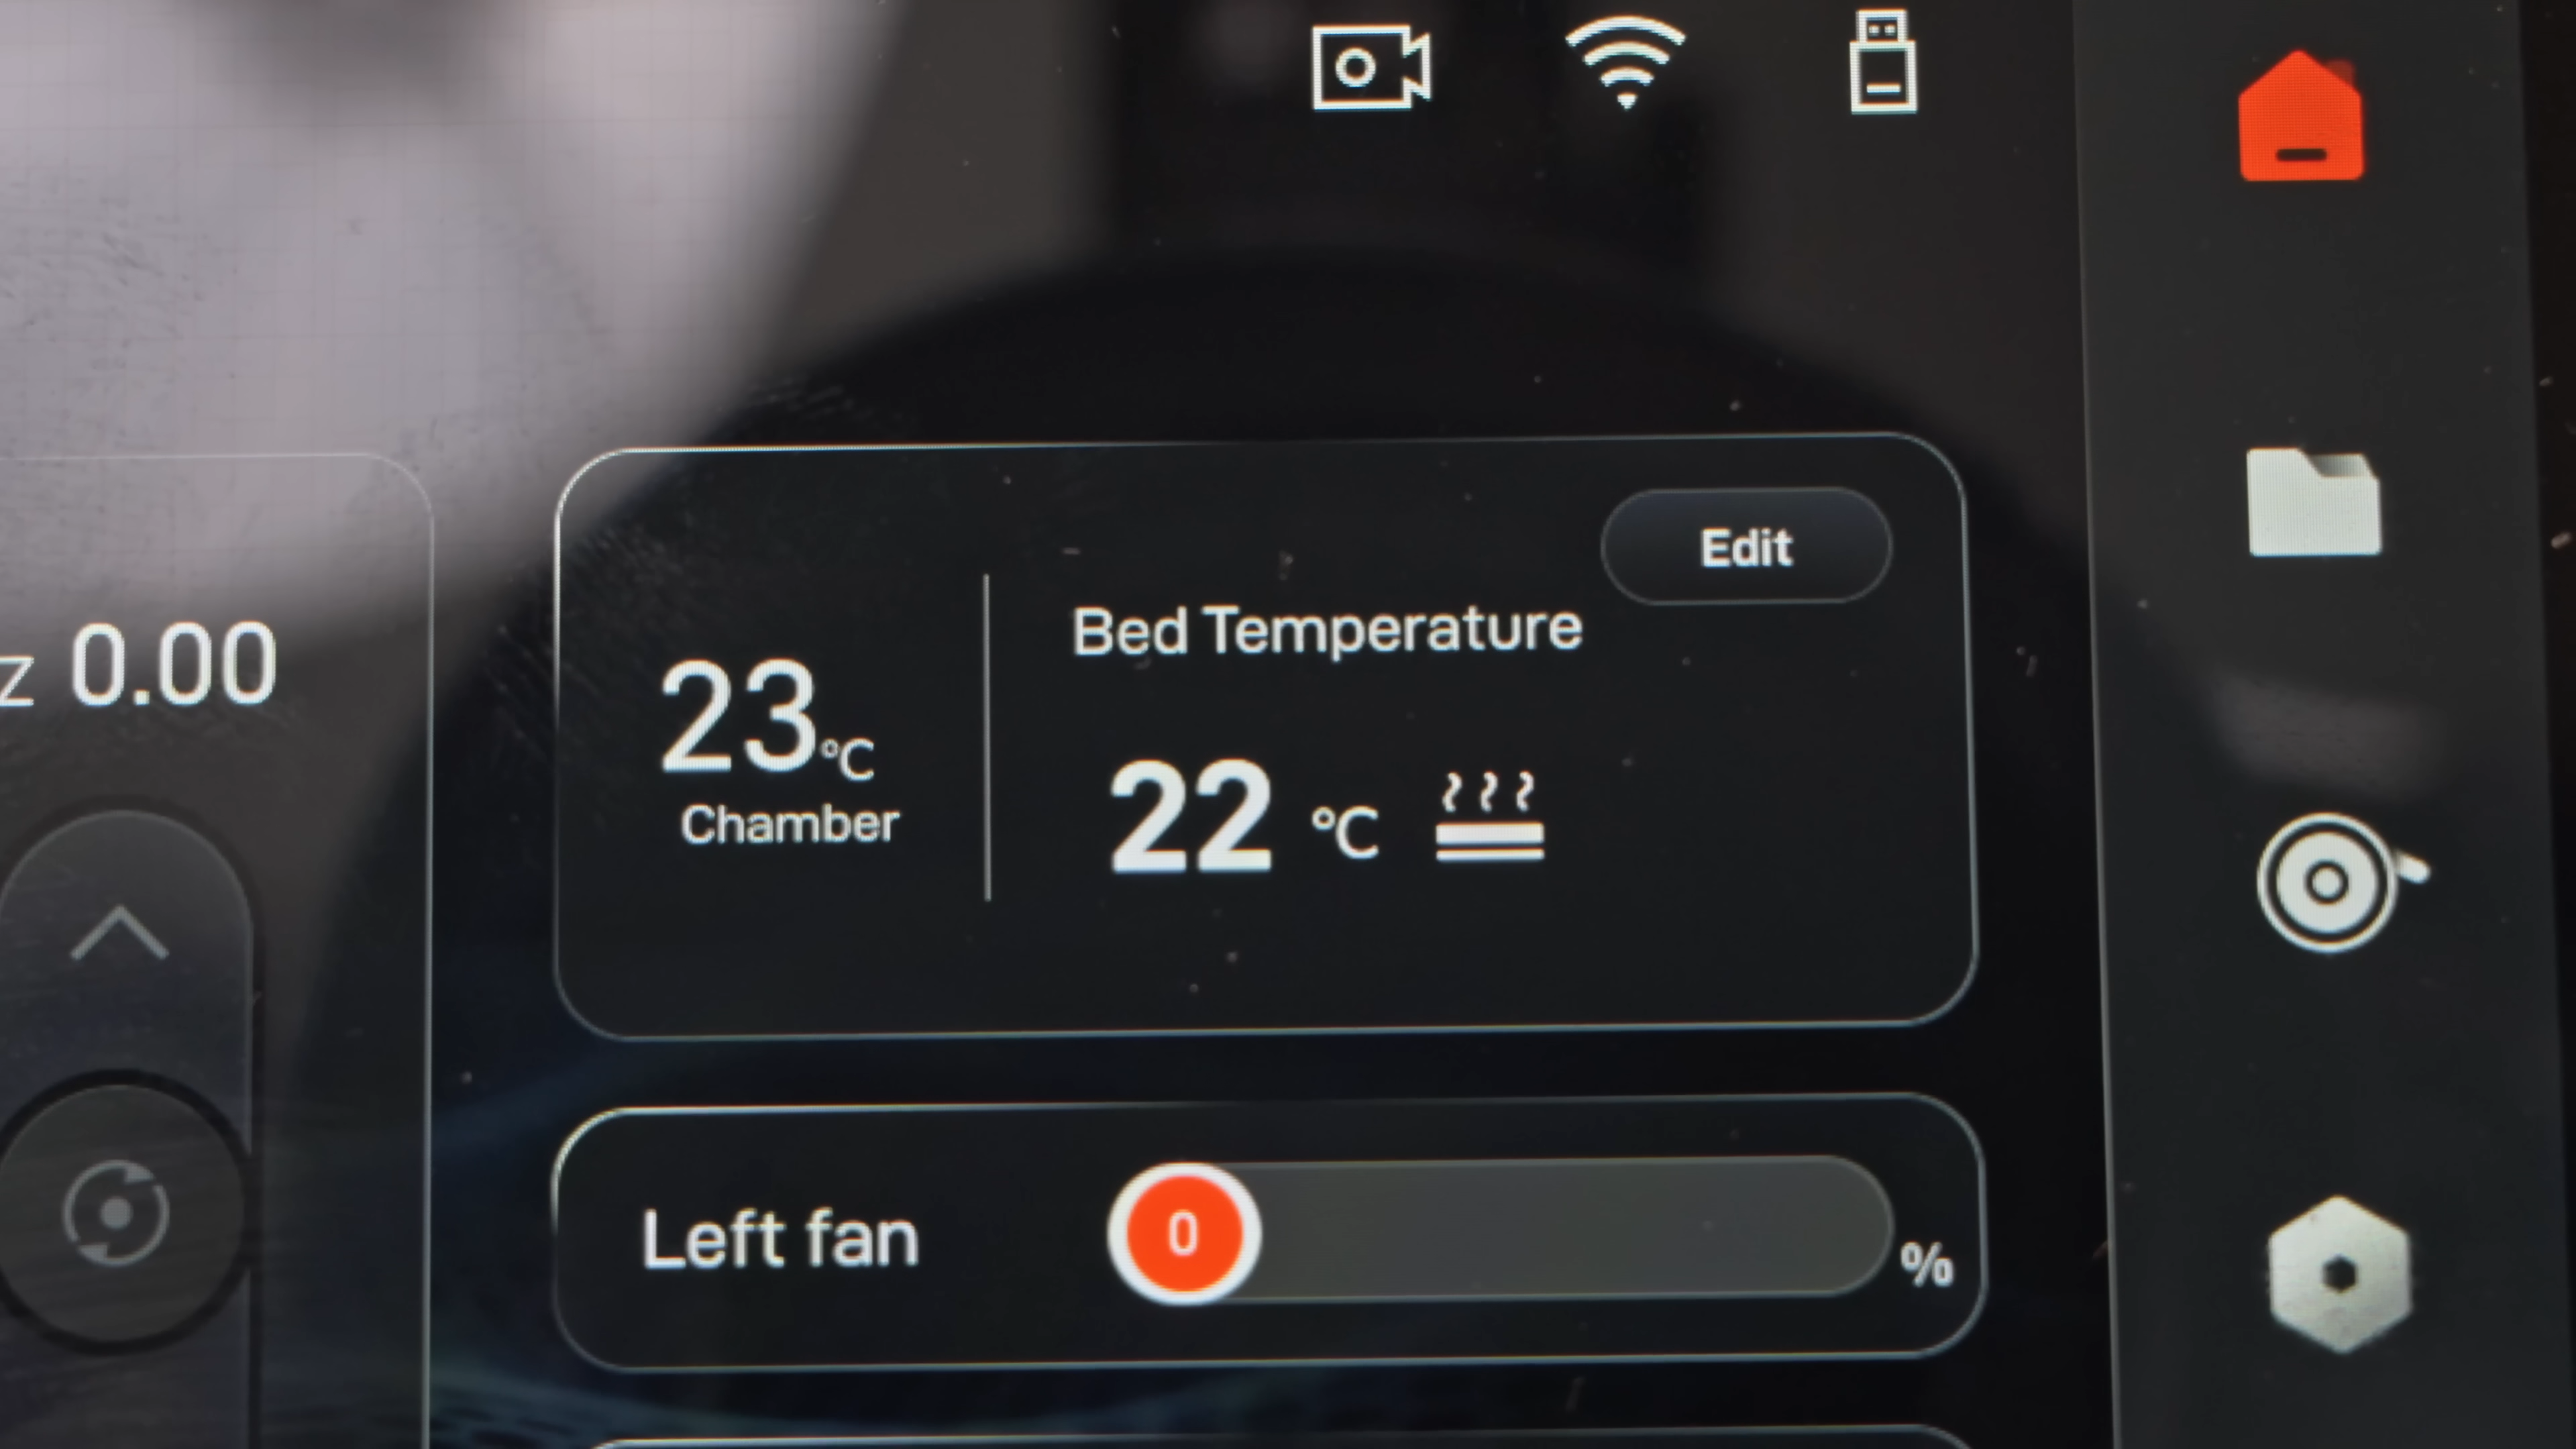 Edit
Bed Temperature
z 0.00
23°C
Chamber
22 °C
Left fan
0
%